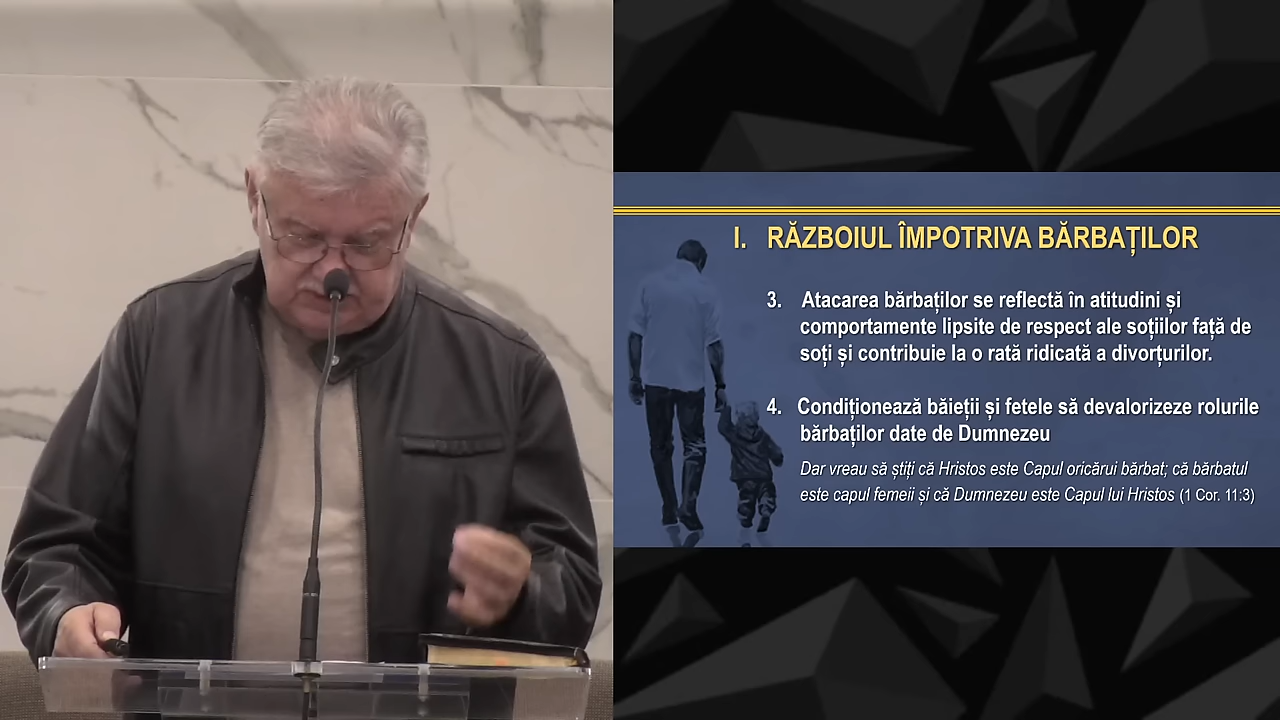 I. RĂZBOIUL ÎMPOTRIVA BĂRBAȚILOR
3. Atacarea bărbaților se reflectă în atitudini și
comportamente lipsite de respect ale soțiilor față de
soți și contribuie la o rată ridicată a divorțurilor.
4. Condiționează băieții și fetele să devalorizeze rolurile
bărbaților date de Dumnezeu
Dar vreau să știți că Hristos este Capul oricărui bărbat; că bărbatul
este capul femeii și că Dumnezeu este Capul lui Hristos (1 Cor. 11:3)